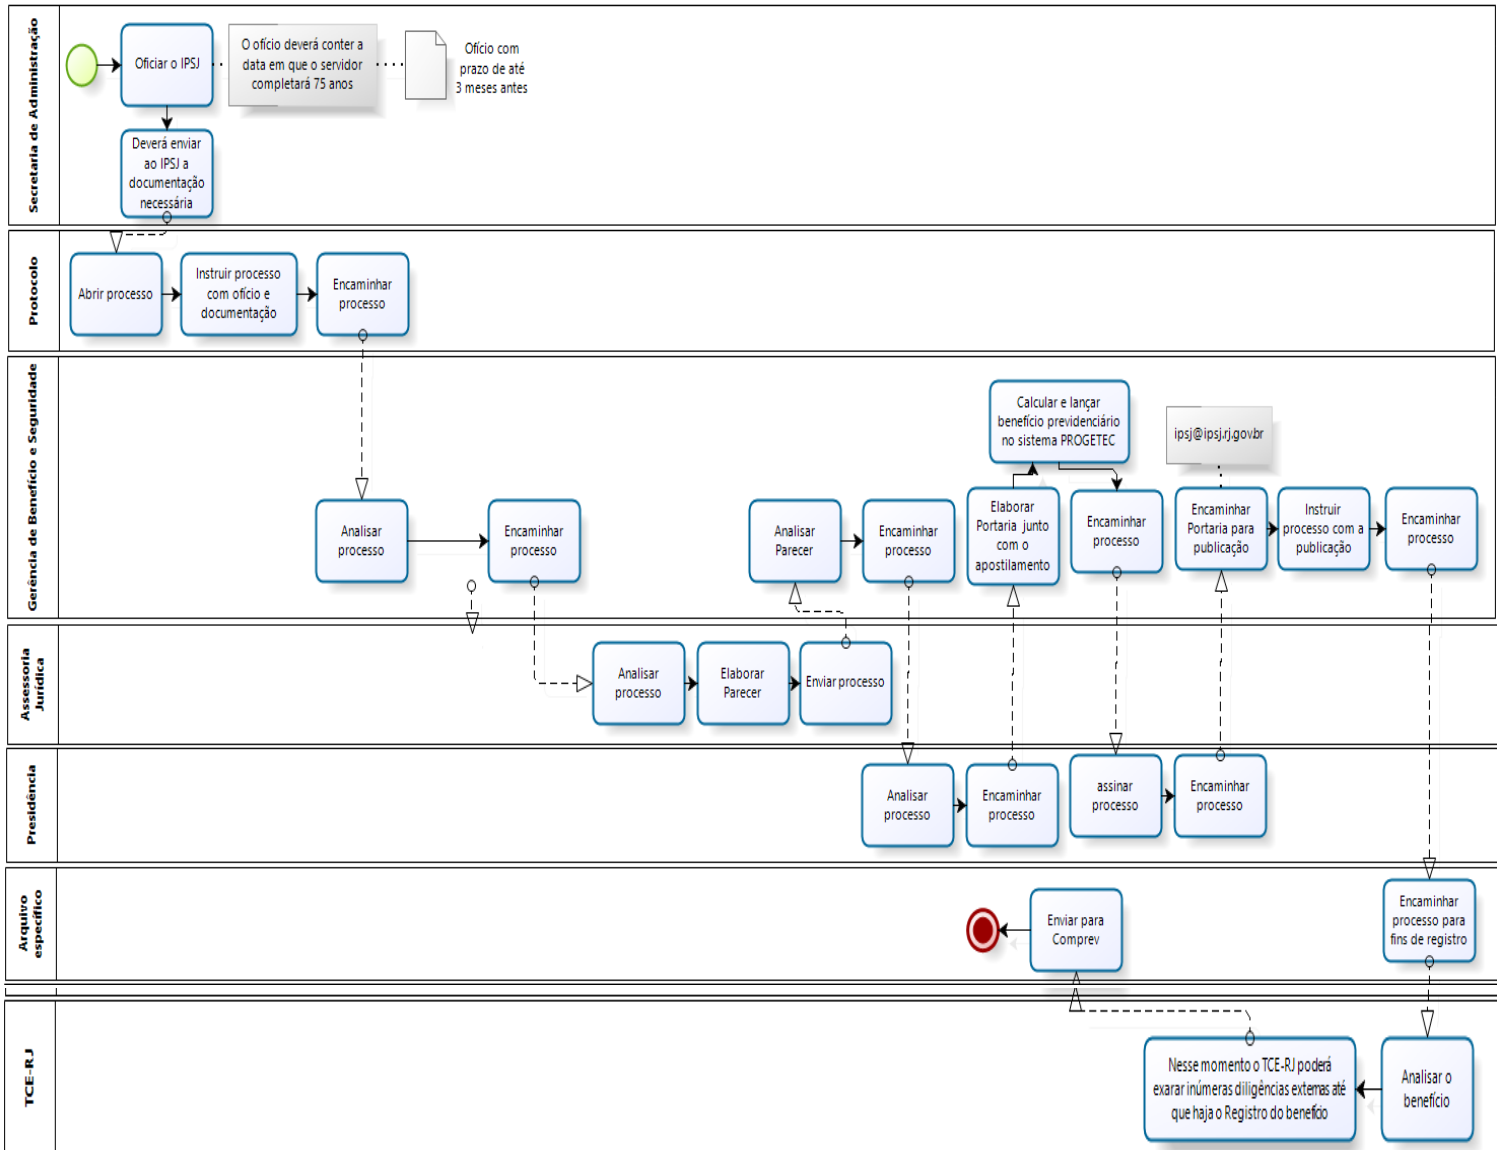 Secretaria de Administração
Oficiar o IPSJ
O ofício deverá conter a
data em que o servidor
completará 75 anos
Ofício com
prazo de até
3 meses antes
Deverá enviar
ao IPSJ a
documentação
necessária
Protocolo
Abrir processo
Instruir processo
com ofício e
documentação
Encaminhar
processo
Gerência de Benefício e Seguridade
Analisar
processo
Encaminhar
processo
Analisar
Parecer
Encaminhar
processo
Elaborar
Portaria junto
com o
apostilamento
Calcular e lançar
benefício previdenciário
no sistema PROGETEC
Encaminhar
processo
ipsj@ipsj.rj.gov.br
Encaminhar
Portaria para
publicação
Instruir
processo com a
publicação
Encaminhar
processo
Assessoria
Jurídica
Analisar
processo
Elaborar
Parecer
Enviar processo
Presidência
Analisar
processo
Encaminhar
processo
assinar
processo
Encaminhar
processo
Arquivo
específico
Enviar para
Comprev
Encaminhar
processo para
fins de registro
TCE-RJ
Nesse momento o TCE-RJ poderá
exarar inúmeras diligências externas até
que haja o Registro do benefício
Analisar o
benefício